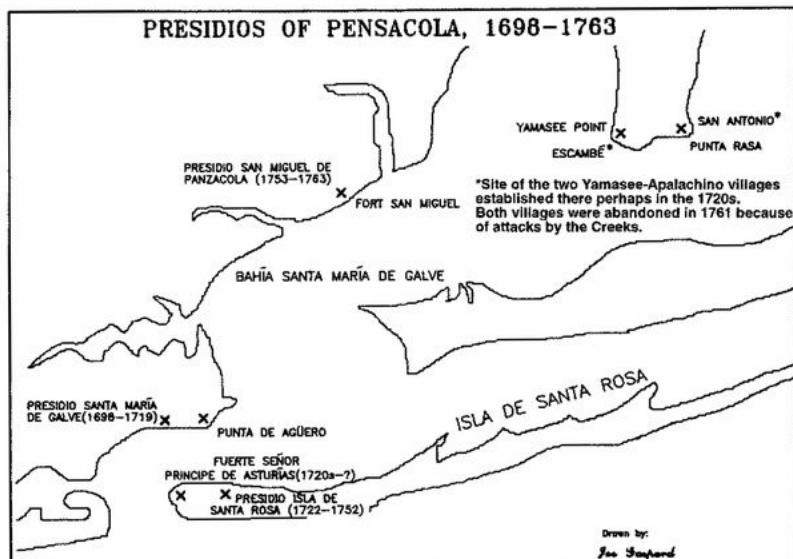 PRESIDIOS OF PENSACOLA, 1698–1763
YAMASEE POINT
SAN ANTONIO*
ESCAMBÉ*
PUNTA RASA
PRESIDIO SAN MIGUEL DE
PANZACOLA (1753–1763)
FORT SAN MIGUEL
*Site of the two Yamasee-Apalachino villages
established there perhaps in the 1720s.
Both villages were abandoned in 1761 because
of attacks by the Creeks.
BAHÍA SANTA MARÍA DE GALVE
ISLA DE SANTA ROSA
PRESIDIO SANTA MARÍA
DE GALVE(1698–1719)
PUNTA DE AGÜERO
FUERTE SEÑOR
PRINCIPE DE ASTURÍAS(1720s–?)
PRESIDIO ISLA DE
SANTA ROSA (1722–1752)
Drawn by:
Joe Gaspard